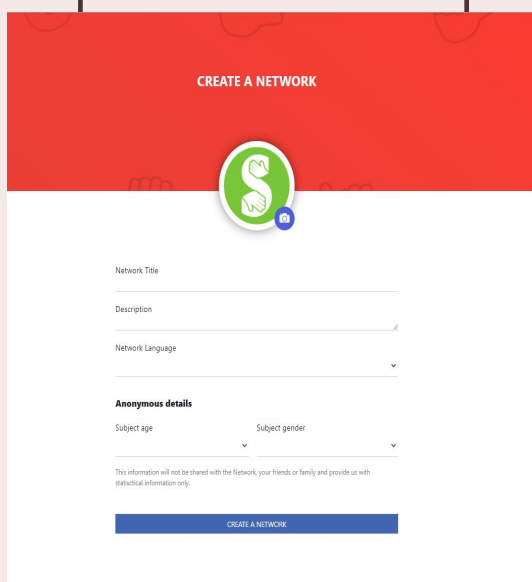 CREATE A NETWORK
Network Title
Description
Network Language
Anonymous details
Subject age Subject gender
This information will not be shared with the Network, your friends or family and provide us with
statisctical information only.
CREATE A NETWORK